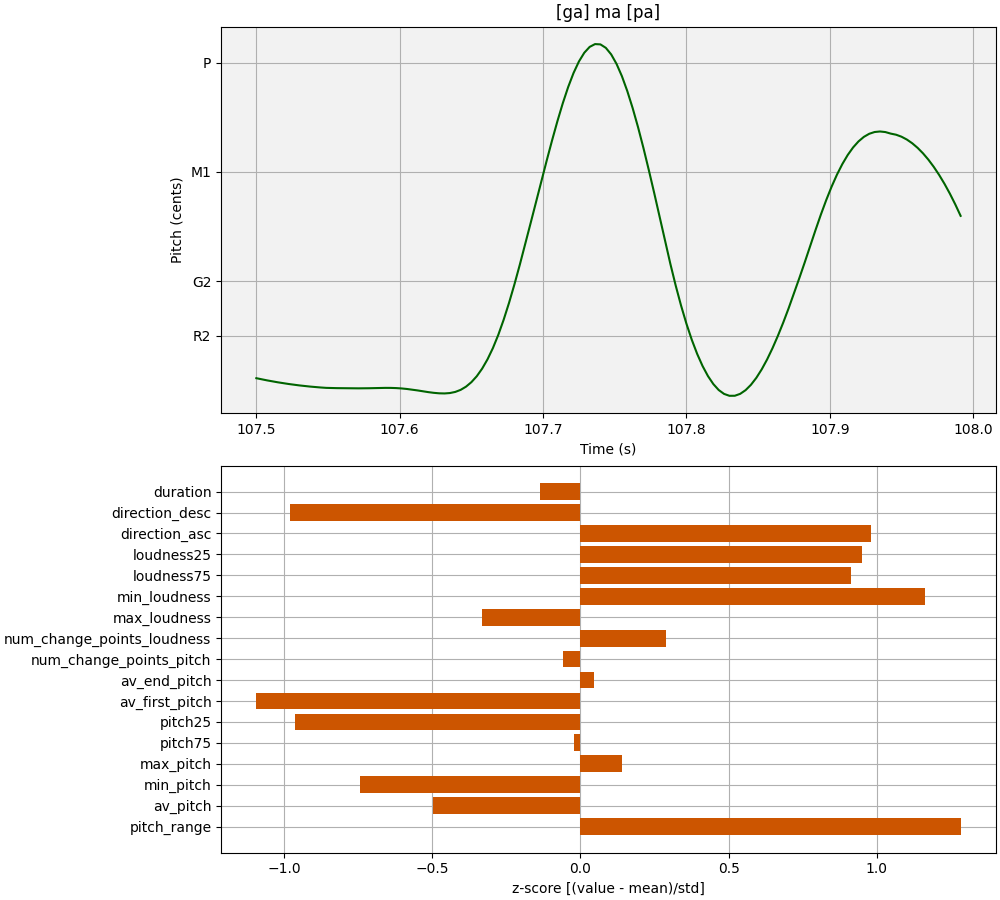 [ga] ma [pa]
P
M1
G2
R2
Pitch (cents)
107.5 107.6 107.7 107.8 107.9 108.0
Time (s)
duration
direction_desc
direction_asc
loudness25
loudness75
min_loudness
max_loudness
num_change_points_loudness
num_change_points_pitch
av_end_pitch
av_first_pitch
pitch25
pitch75
max_pitch
min_pitch
av_pitch
pitch_range
−1.0 −0.5 0.0 0.5 1.0
z-score [(value - mean)/std]